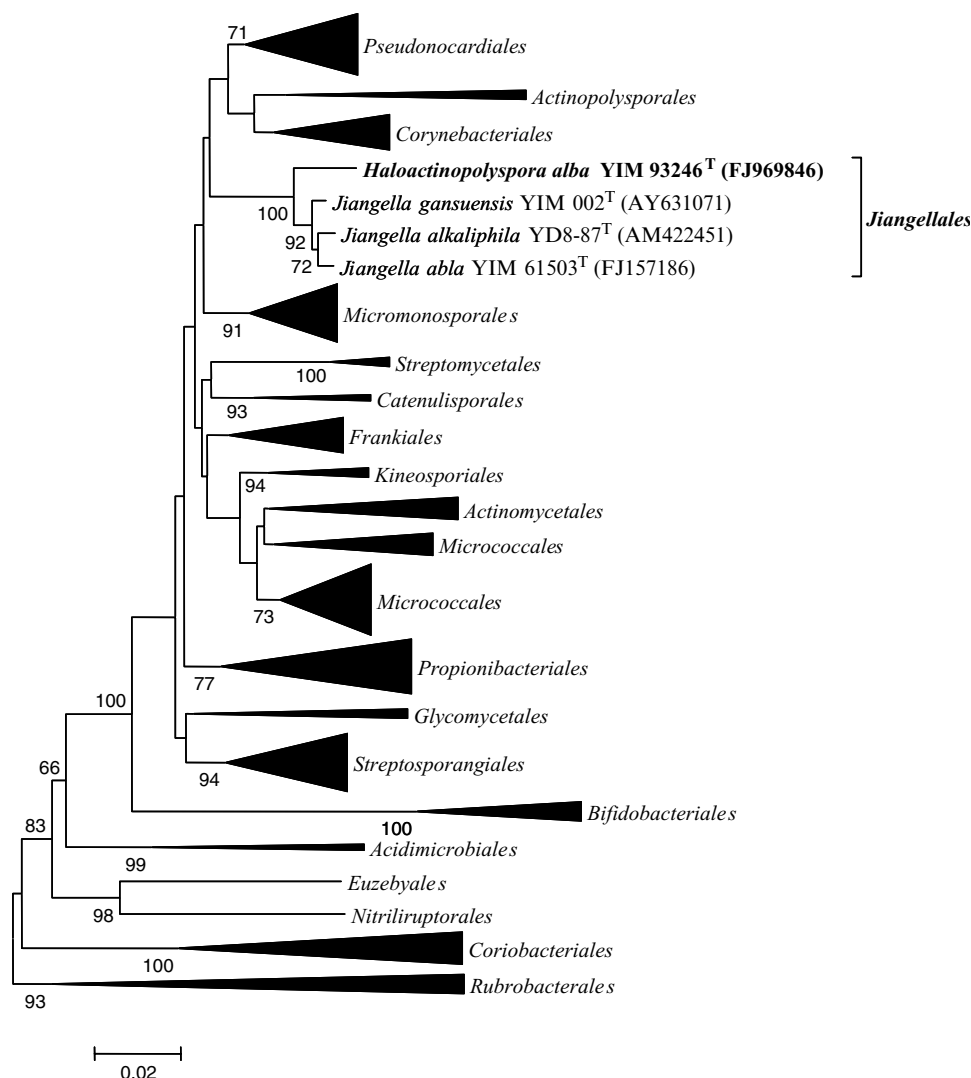 71
Pseudonocardiales
Actinopolysporales
Corynebacteriales
Haloactinopolyspora alba YIM 93246T (FJ969846)
100
Jiangella gansuensis YIM 002T (AY631071)
Jiangellales
92
Jiangella alkaliphila YD8-87T (AM422451)
72
Jiangella abla YIM 61503T (FJ157186)
Micromonosporales
91
Streptomycetales
100
Catenulisporales
93
Frankiales
Kineosporiales
94
Actinomycetales
Micrococcales
Micrococcales
73
Propionibacteriales
77
100
Glycomycetales
Streptosporangiales
94
66
Bifidobacteriales
100
83
Acidimicrobiales
99
Euzebyales
98
Nitriliruptorales
Coriobacteriales
100
Rubrobacterales
93
0.02